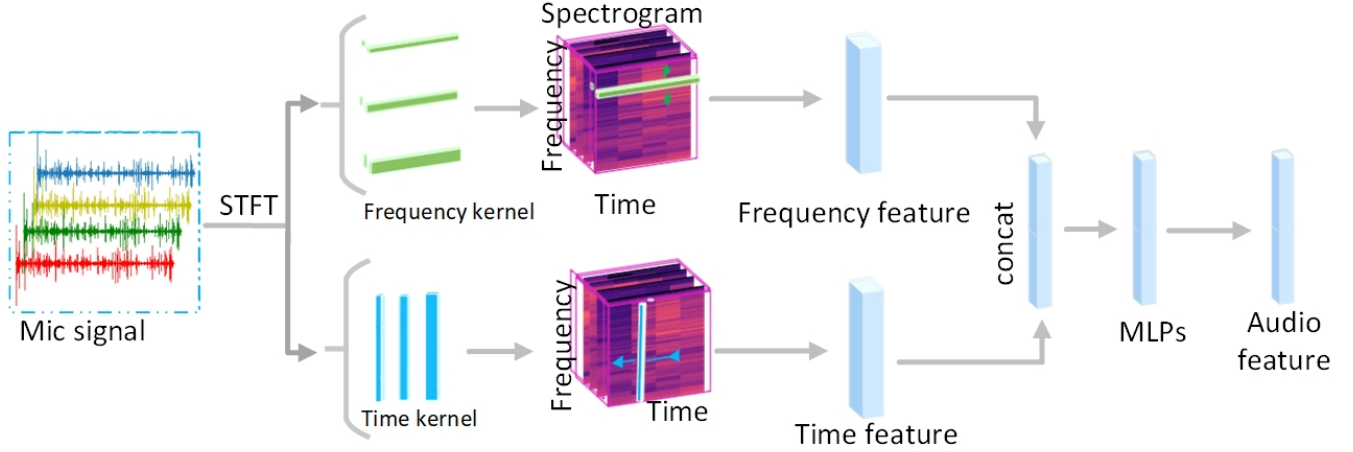 Mic signal
STFT
Frequency kernel
Spectrogram
Frequency
Time
Frequency feature
Time kernel
Frequency
Time
Time feature
concat
MLPs
Audio
feature